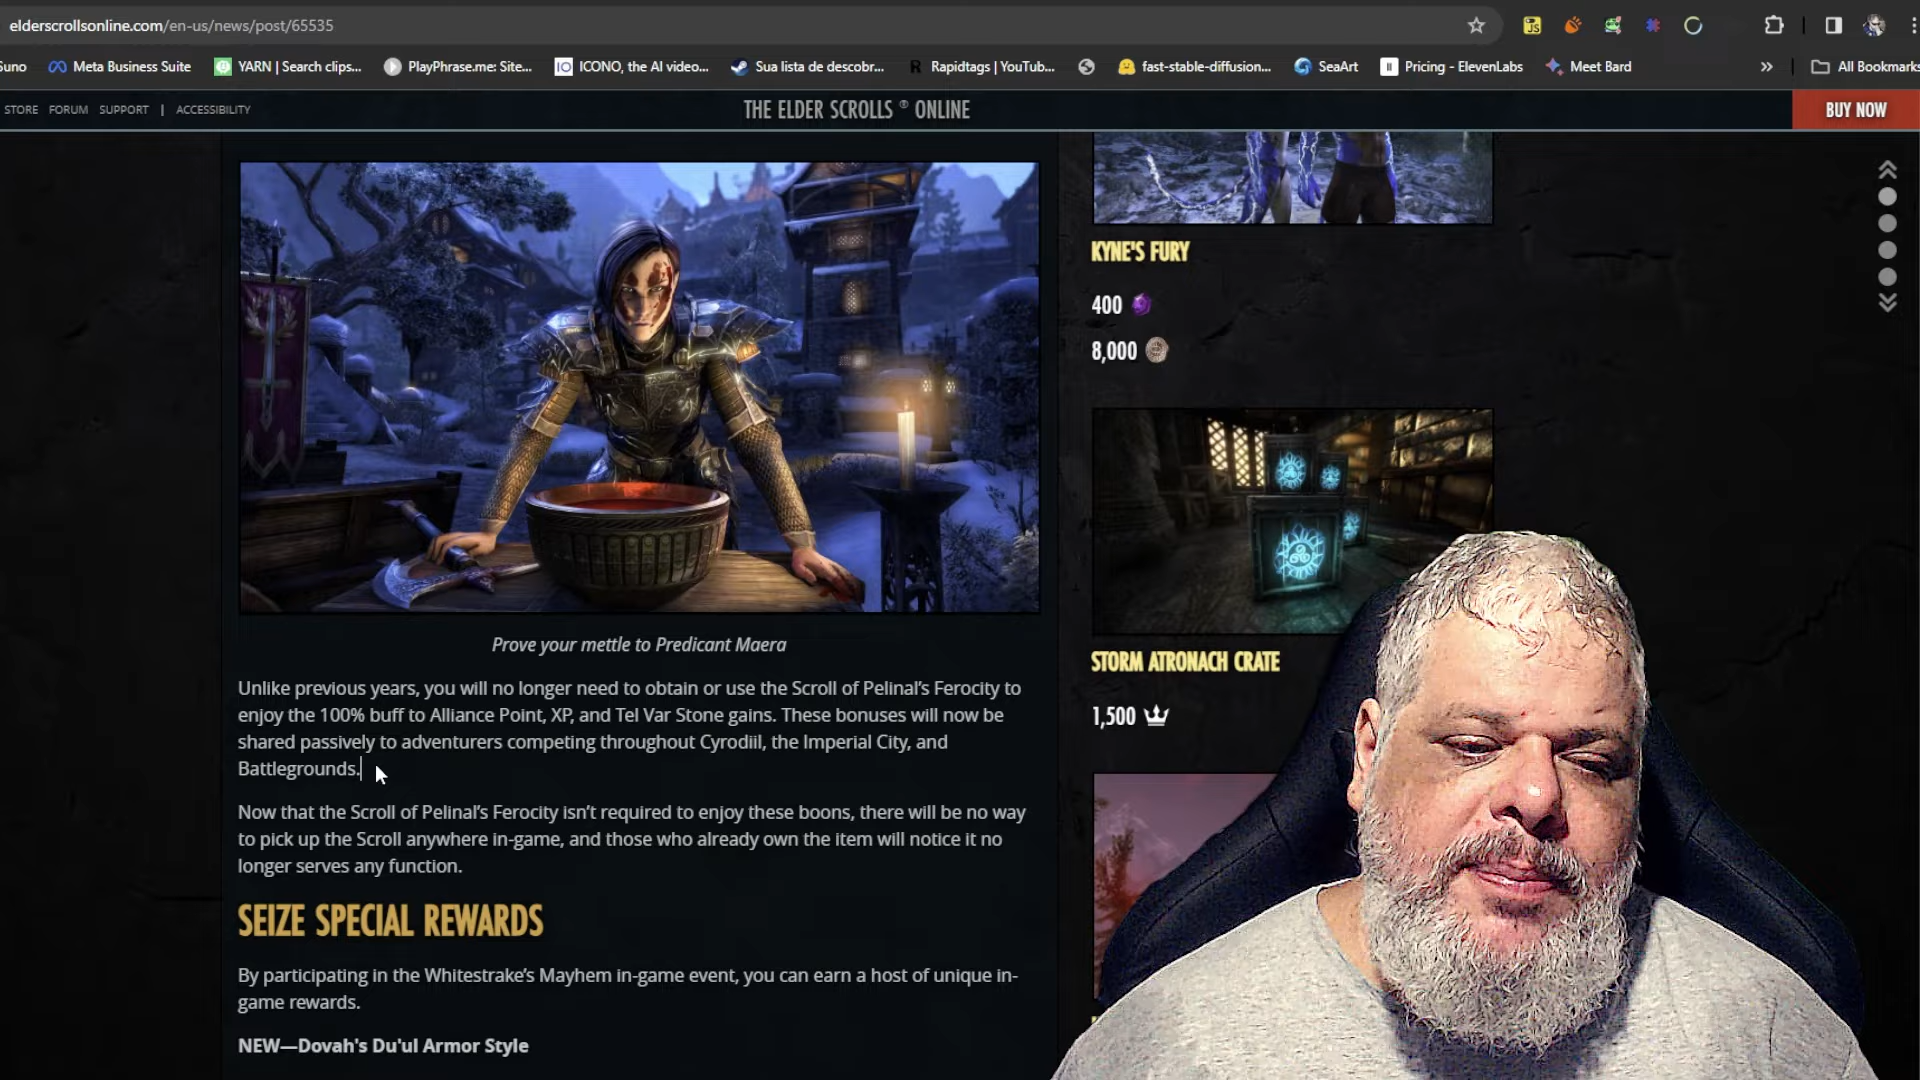 elderscrollsonline.com/en-us/news/post/65535
JS
Suno
Meta Business Suite
YARN | Search clips...
PlayPhrase.me: Site...
ICONO, the AI video...
Sua lista de descobr...
Rapidtags | YouTub...
fast-stable-diffusion...
SeaArt
Pricing - ElevenLabs
Meet Bard
»
All Bookmarks
STORE FORUM SUPPORT | ACCESSIBILITY
THE ELDER SCROLLS ® ONLINE
BUY NOW
Prove your mettle to Predicant Maera
Unlike previous years, you will no longer need to obtain or use the Scroll of Pelinal’s Ferocity to
enjoy the 100% buff to Alliance Point, XP, and Tel Var Stone gains. These bonuses will now be
shared passively to adventurers competing throughout Cyrodiil, the Imperial City, and
Battlegrounds.
Now that the Scroll of Pelinal’s Ferocity isn’t required to enjoy these boons, there will be no way
to pick up the Scroll anywhere in-game, and those who already own the item will notice it no
longer serves any function.
SEIZE SPECIAL REWARDS
By participating in the Whitestrake’s Mayhem in-game event, you can earn a host of unique in-
game rewards.
NEW—Dovah's Du'ul Armor Style
KYNE'S FURY
400
8,000
STORM ATRONACH CRATE
1,500